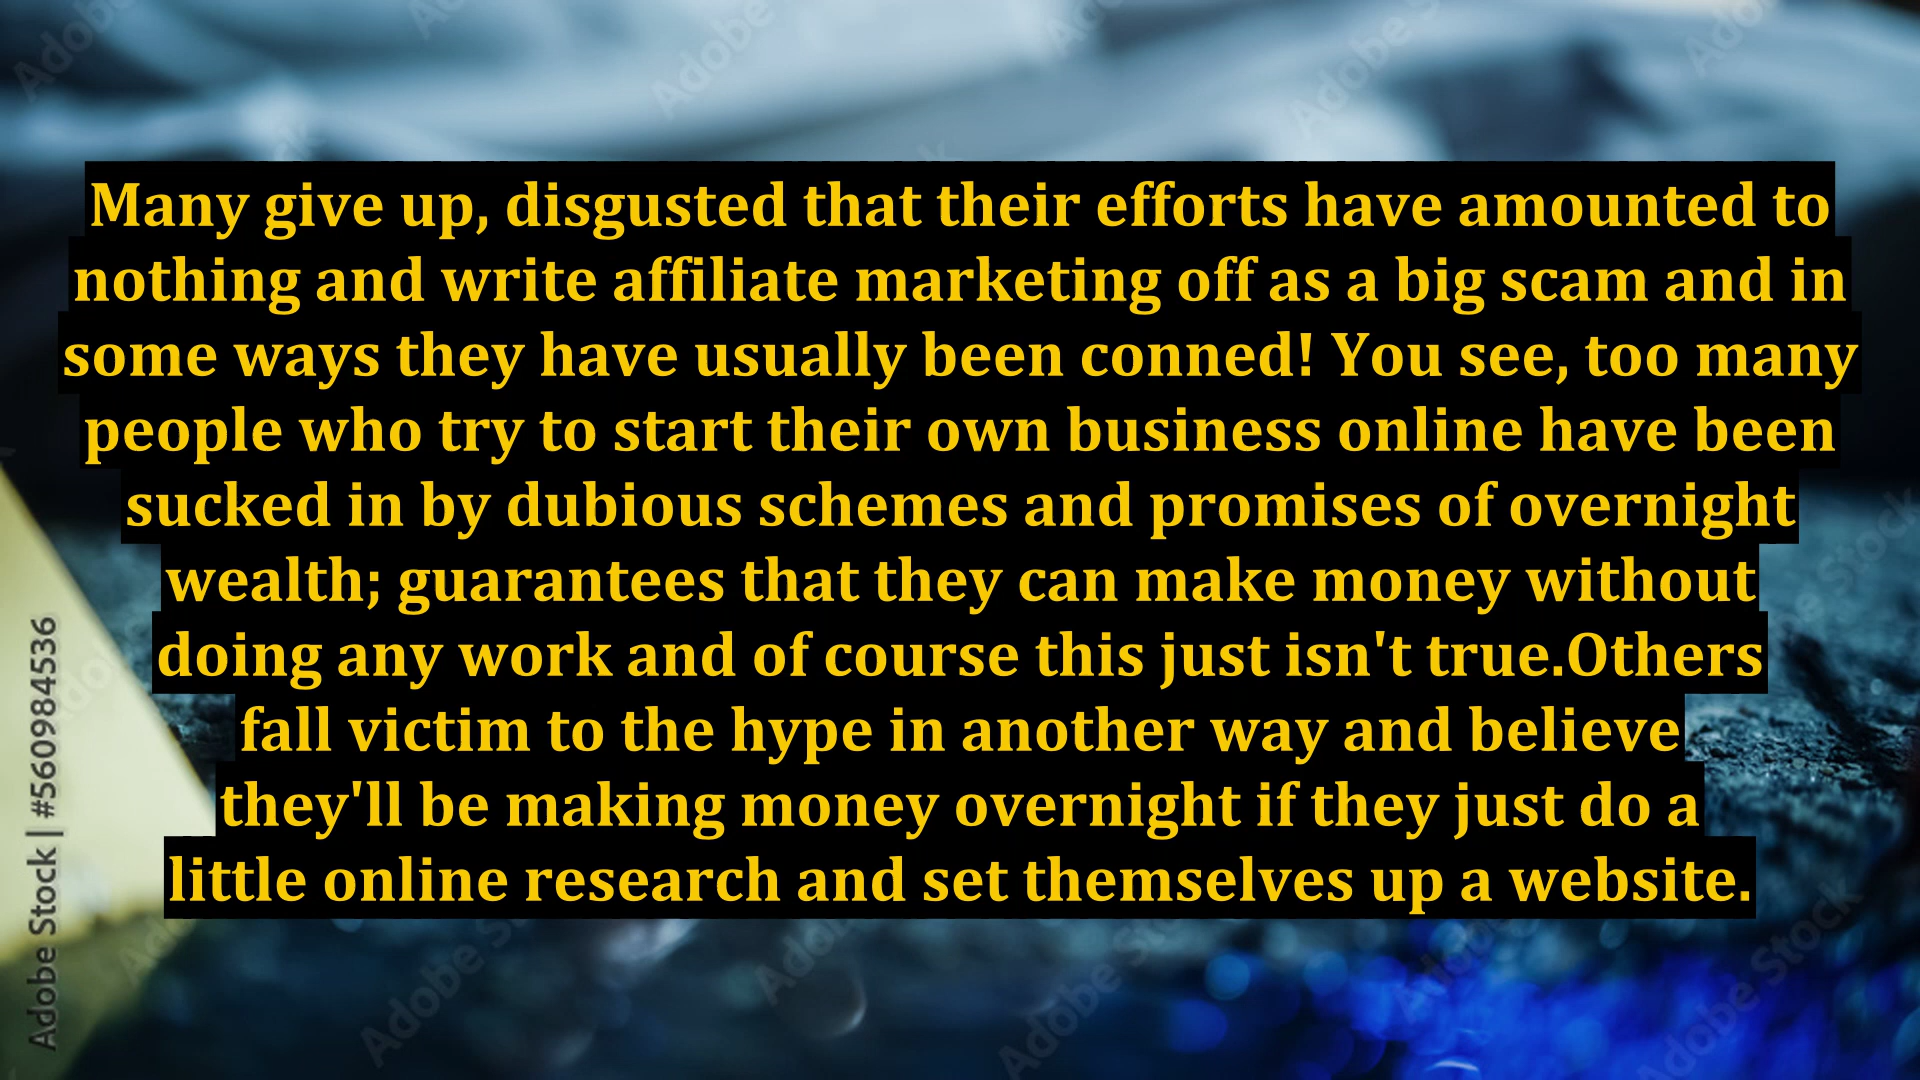 Many give up, disgusted that their efforts have amounted to
nothing and write affiliate marketing off as a big scam and in
some ways they have usually been conned! You see, too many
people who try to start their own business online have been
sucked in by dubious schemes and promises of overnight
wealth; guarantees that they can make money without
doing any work and of course this just isn't true.Others
fall victim to the hype in another way and believe
they'll be making money overnight if they just do a
little online research and set themselves up a website.
Adobe Stock | #560984536